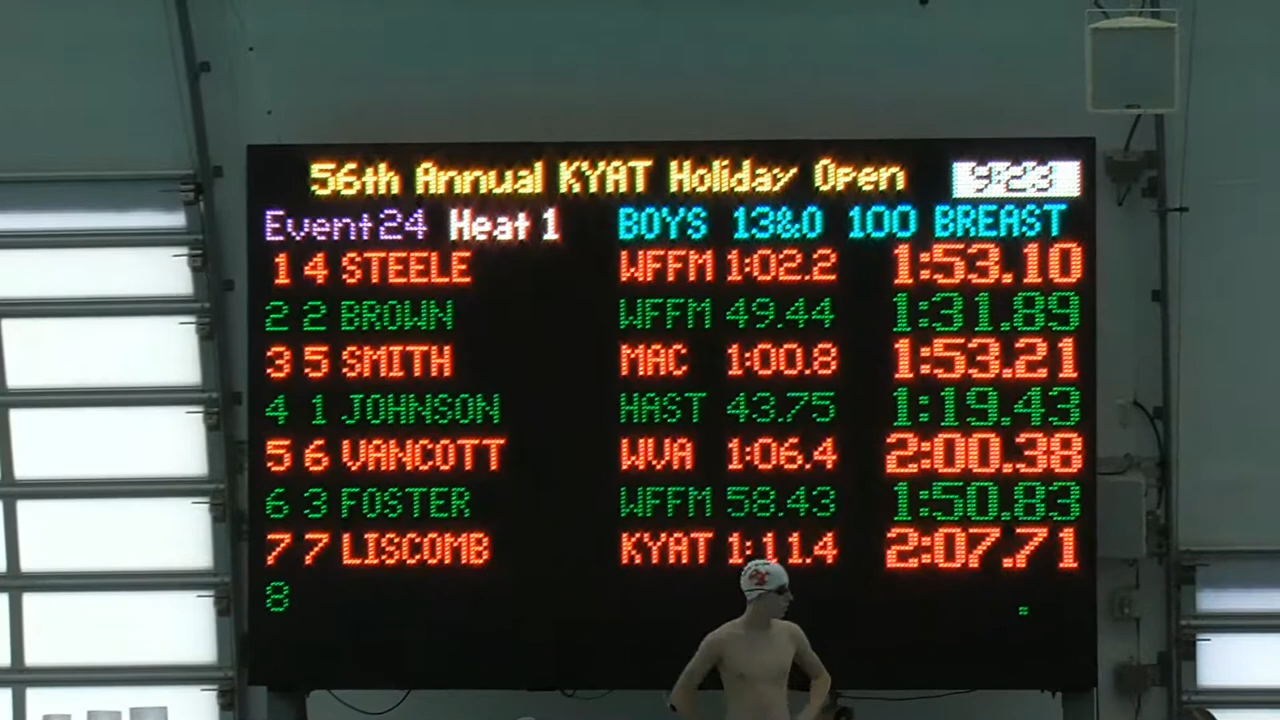 56th Annual KYAT Holiday Open 9:23
Event 24 Heat 1 BOYS 13&O 100 BREAST
1 4 STEELE WFFM 1:02.2 1:53.10
2 2 BROWN WFFM 49.44 1:31.89
3 5 SMITH MAC 1:00.8 1:53.21
4 1 JOHNSON HAST 43.75 1:19.43
5 6 VANCOTT WVA 1:06.4 2:00.38
6 3 FOSTER WFFM 58.43 1:50.83
7 7 LISCOMB KYAT 1:11.4 2:07.71
8